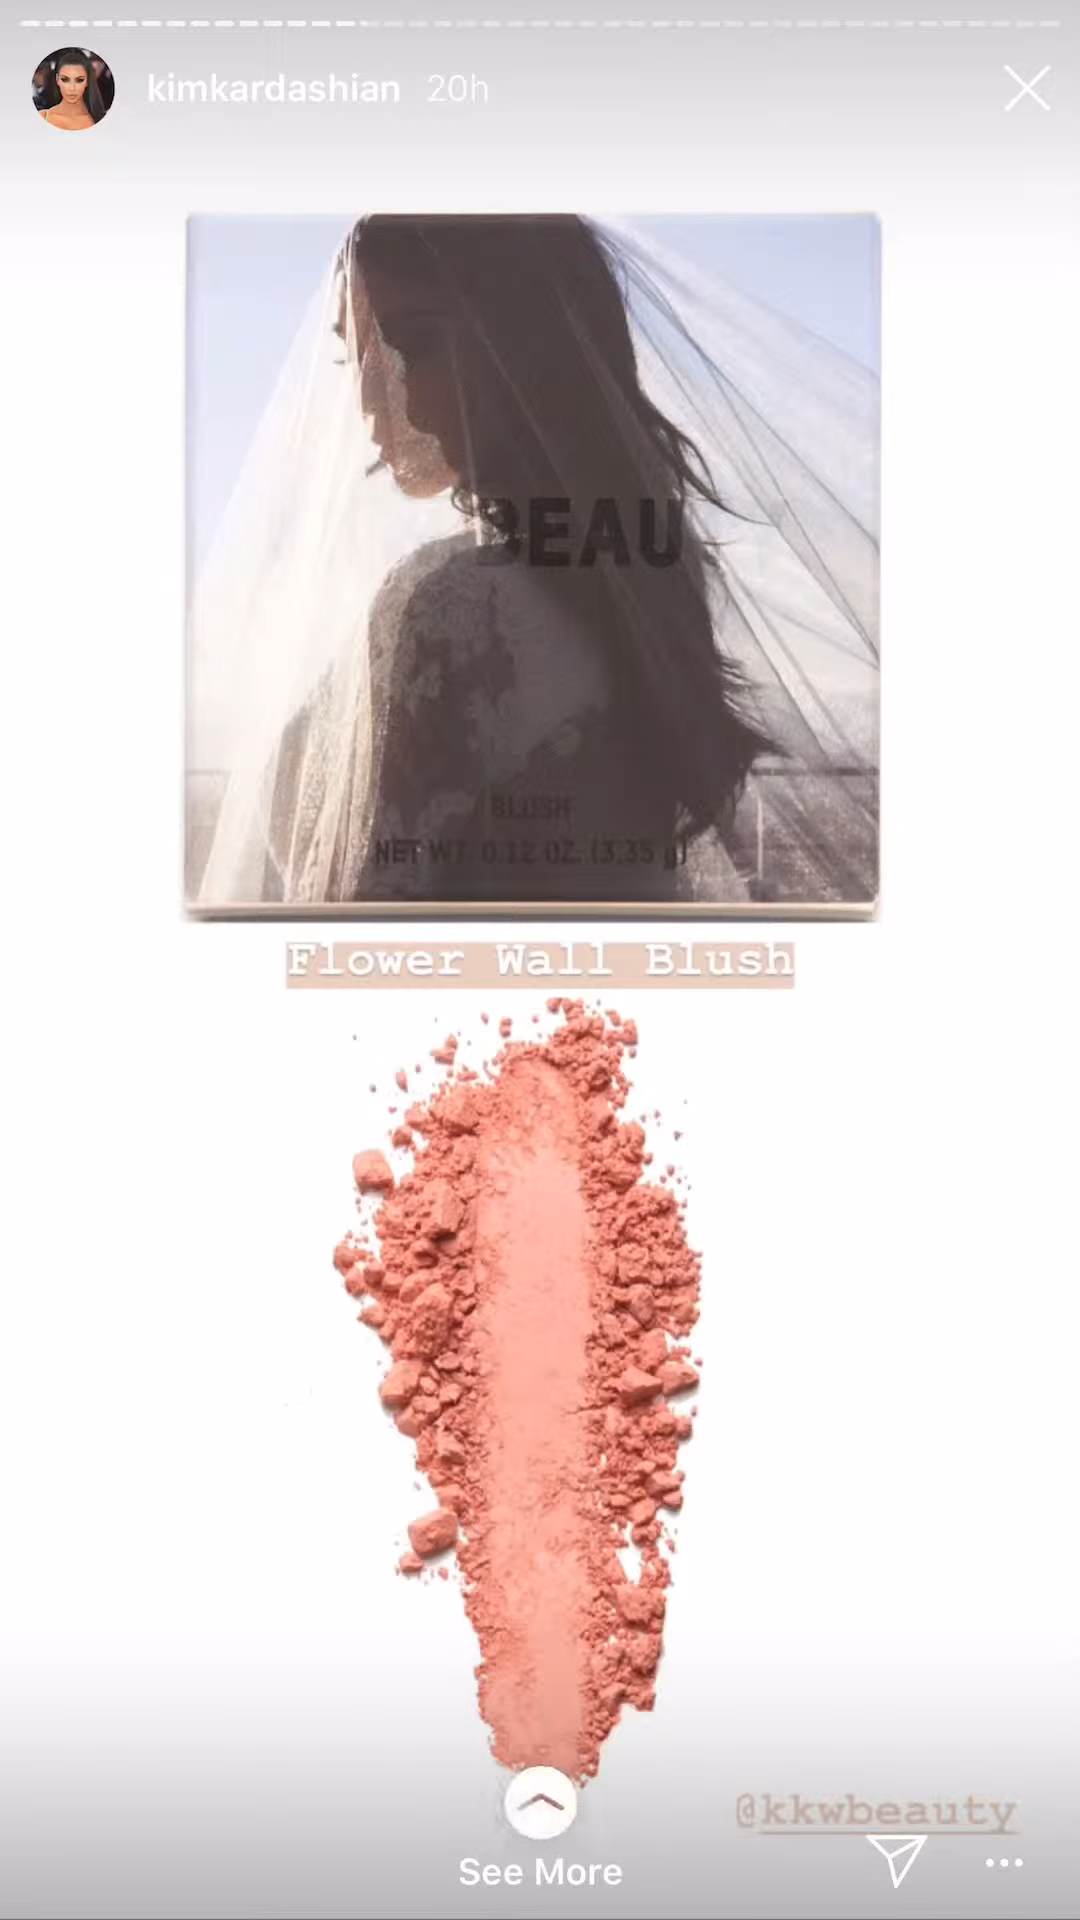 kimkardashian 20h
BEAU
BLUSH
NET WT. 0.12 OZ. (3.35 g)
Flower Wall Blush
@kkwbeauty
See More